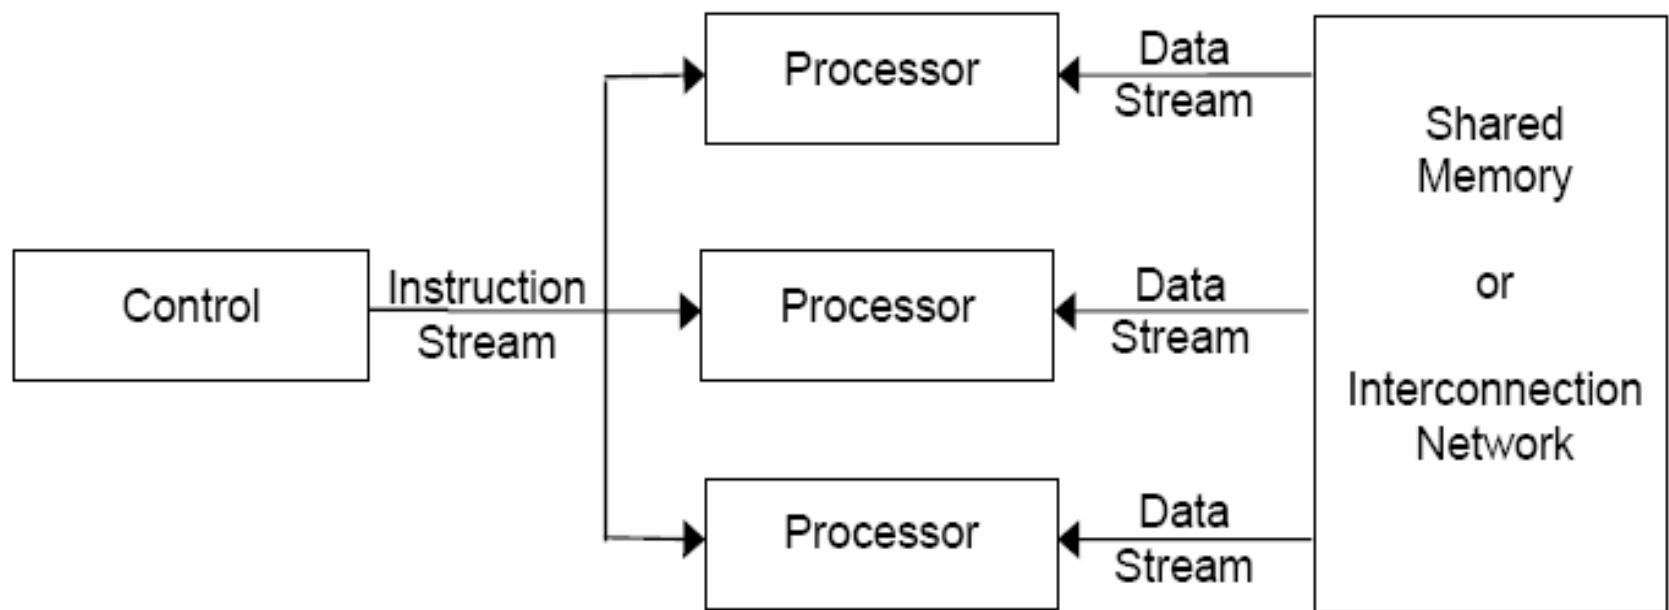 Processor
Data
Stream
Control
Instruction
Stream
Processor
Data
Stream
Processor
Data
Stream
Shared
Memory
or
Interconnection
Network